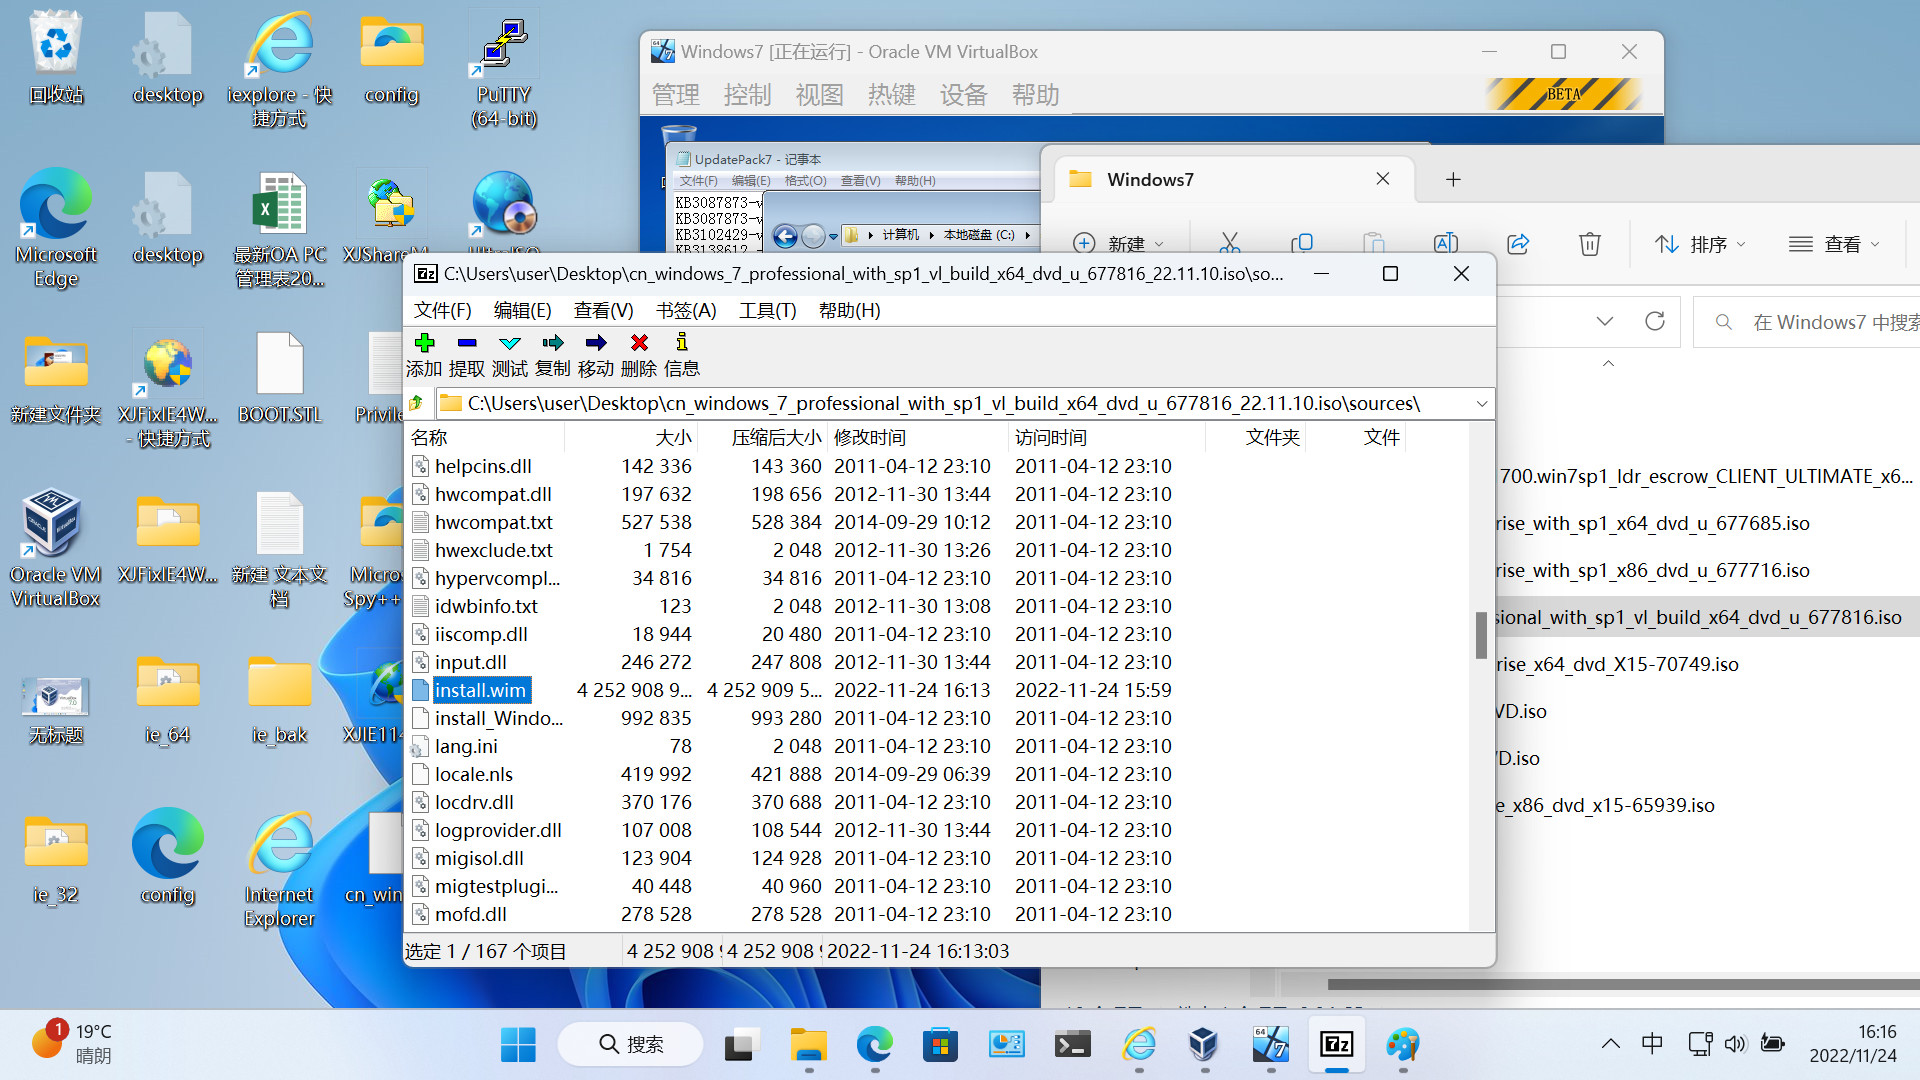 回收站
desktop
iexplore - 快
捷方式
config
PuTTY
(64-bit)
Microsoft
Edge
desktop
最新OA PC
管理表20...
新建文件夹
XJFixIE4W...
- 快捷方式
BOOT.STL
Oracle VM
VirtualBox
XJFixIE4W...
新建 文本文
档
无标题
ie_64
ie_bak
ie_32
config
Internet
Explorer
Windows7 [正在运行] - Oracle VM VirtualBox
管理 控制 视图 热键 设备 帮助
BETA
UpdatePack7 - 记事本
文件(F) 编辑(E) 格式(O) 查看(V) 帮助(H)
KB3087873-
KB3087873-
KB3102429-
计算机 本地磁盘 (C:)
Windows7
新建
排序
查看
在 Windows7 中搜索
700.win7sp1_ldr_escrow_CLIENT_ULTIMATE_x6...
rise_with_sp1_x64_dvd_u_677685.iso
rise_with_sp1_x86_dvd_u_677716.iso
sional_with_sp1_vl_build_x64_dvd_u_677816.iso
rise_x64_dvd_X15-70749.iso
VD.iso
D.iso
e_x86_dvd_x15-65939.iso
7z C:\Users\user\Desktop\cn_windows_7_professional_with_sp1_vl_build_x64_dvd_u_677816_22.11.10.iso\so...
文件(F) 编辑(E) 查看(V) 书签(A) 工具(T) 帮助(H)
添加 提取 测试 复制 移动 删除 信息
C:\Users\user\Desktop\cn_windows_7_professional_with_sp1_vl_build_x64_dvd_u_677816_22.11.10.iso\sources\
名称 大小 压缩后大小 修改时间 访问时间 文件夹 文件
helpcins.dll 142 336 143 360 2011-04-12 23:10 2011-04-12 23:10
hwcompat.dll 197 632 198 656 2012-11-30 13:44 2011-04-12 23:10
hwcompat.txt 527 538 528 384 2014-09-29 10:12 2011-04-12 23:10
hwexclude.txt 1 754 2 048 2012-11-30 13:26 2011-04-12 23:10
hypervcompl... 34 816 34 816 2011-04-12 23:10 2011-04-12 23:10
idwbinfo.txt 123 2 048 2012-11-30 13:08 2011-04-12 23:10
iiscomp.dll 18 944 20 480 2011-04-12 23:10 2011-04-12 23:10
input.dll 246 272 247 808 2012-11-30 13:44 2011-04-12 23:10
install.wim 4 252 908 9... 4 252 909 5... 2022-11-24 16:13 2022-11-24 15:59
install_Windo... 992 835 993 280 2011-04-12 23:10 2011-04-12 23:10
lang.ini 78 2 048 2011-04-12 23:10 2011-04-12 23:10
locale.nls 419 992 421 888 2014-09-29 06:39 2011-04-12 23:10
locdrv.dll 370 176 370 688 2011-04-12 23:10 2011-04-12 23:10
logprovider.dll 107 008 108 544 2012-11-30 13:44 2011-04-12 23:10
migisol.dll 123 904 124 928 2011-04-12 23:10 2011-04-12 23:10
migtestplugi... 40 448 40 960 2011-04-12 23:10 2011-04-12 23:10
mofd.dll 278 528 278 528 2011-04-12 23:10 2011-04-12 23:10
选定 1 / 167 个项目 4 252 908 4 252 908 2022-11-24 16:13:03
1 19°C
晴朗
搜索
64 7
7z
中
16:16
2022/11/24